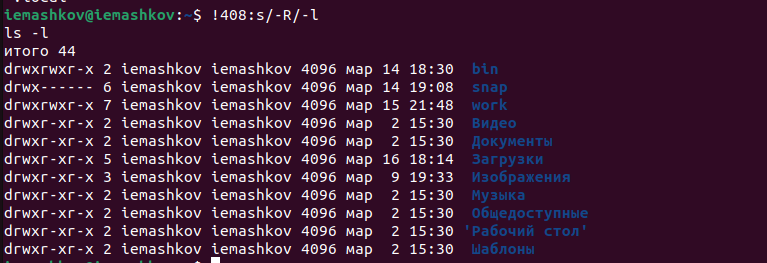 .local
iemashkov@iemashkov:~$ !408:s/-R/-l
ls -l
итого 44
drwxrwxr-x 2 iemashkov iemashkov 4096 мар 14 18:30  bin
drwx------ 6 iemashkov iemashkov 4096 мар 14 19:08  snap
drwxrwxr-x 7 iemashkov iemashkov 4096 мар 15 21:48  work
drwxr-xr-x 2 iemashkov iemashkov 4096 мар  2 15:30  Видео
drwxr-xr-x 2 iemashkov iemashkov 4096 мар  2 15:30  Документы
drwxr-xr-x 5 iemashkov iemashkov 4096 мар 16 18:14  Загрузки
drwxr-xr-x 3 iemashkov iemashkov 4096 мар  9 19:33  Изображения
drwxr-xr-x 2 iemashkov iemashkov 4096 мар  2 15:30  Музыка
drwxr-xr-x 2 iemashkov iemashkov 4096 мар  2 15:30  Общедоступные
drwxr-xr-x 2 iemashkov iemashkov 4096 мар  2 15:30 'Рабочий стол'
drwxr-xr-x 2 iemashkov iemashkov 4096 мар  2 15:30  Шаблоны